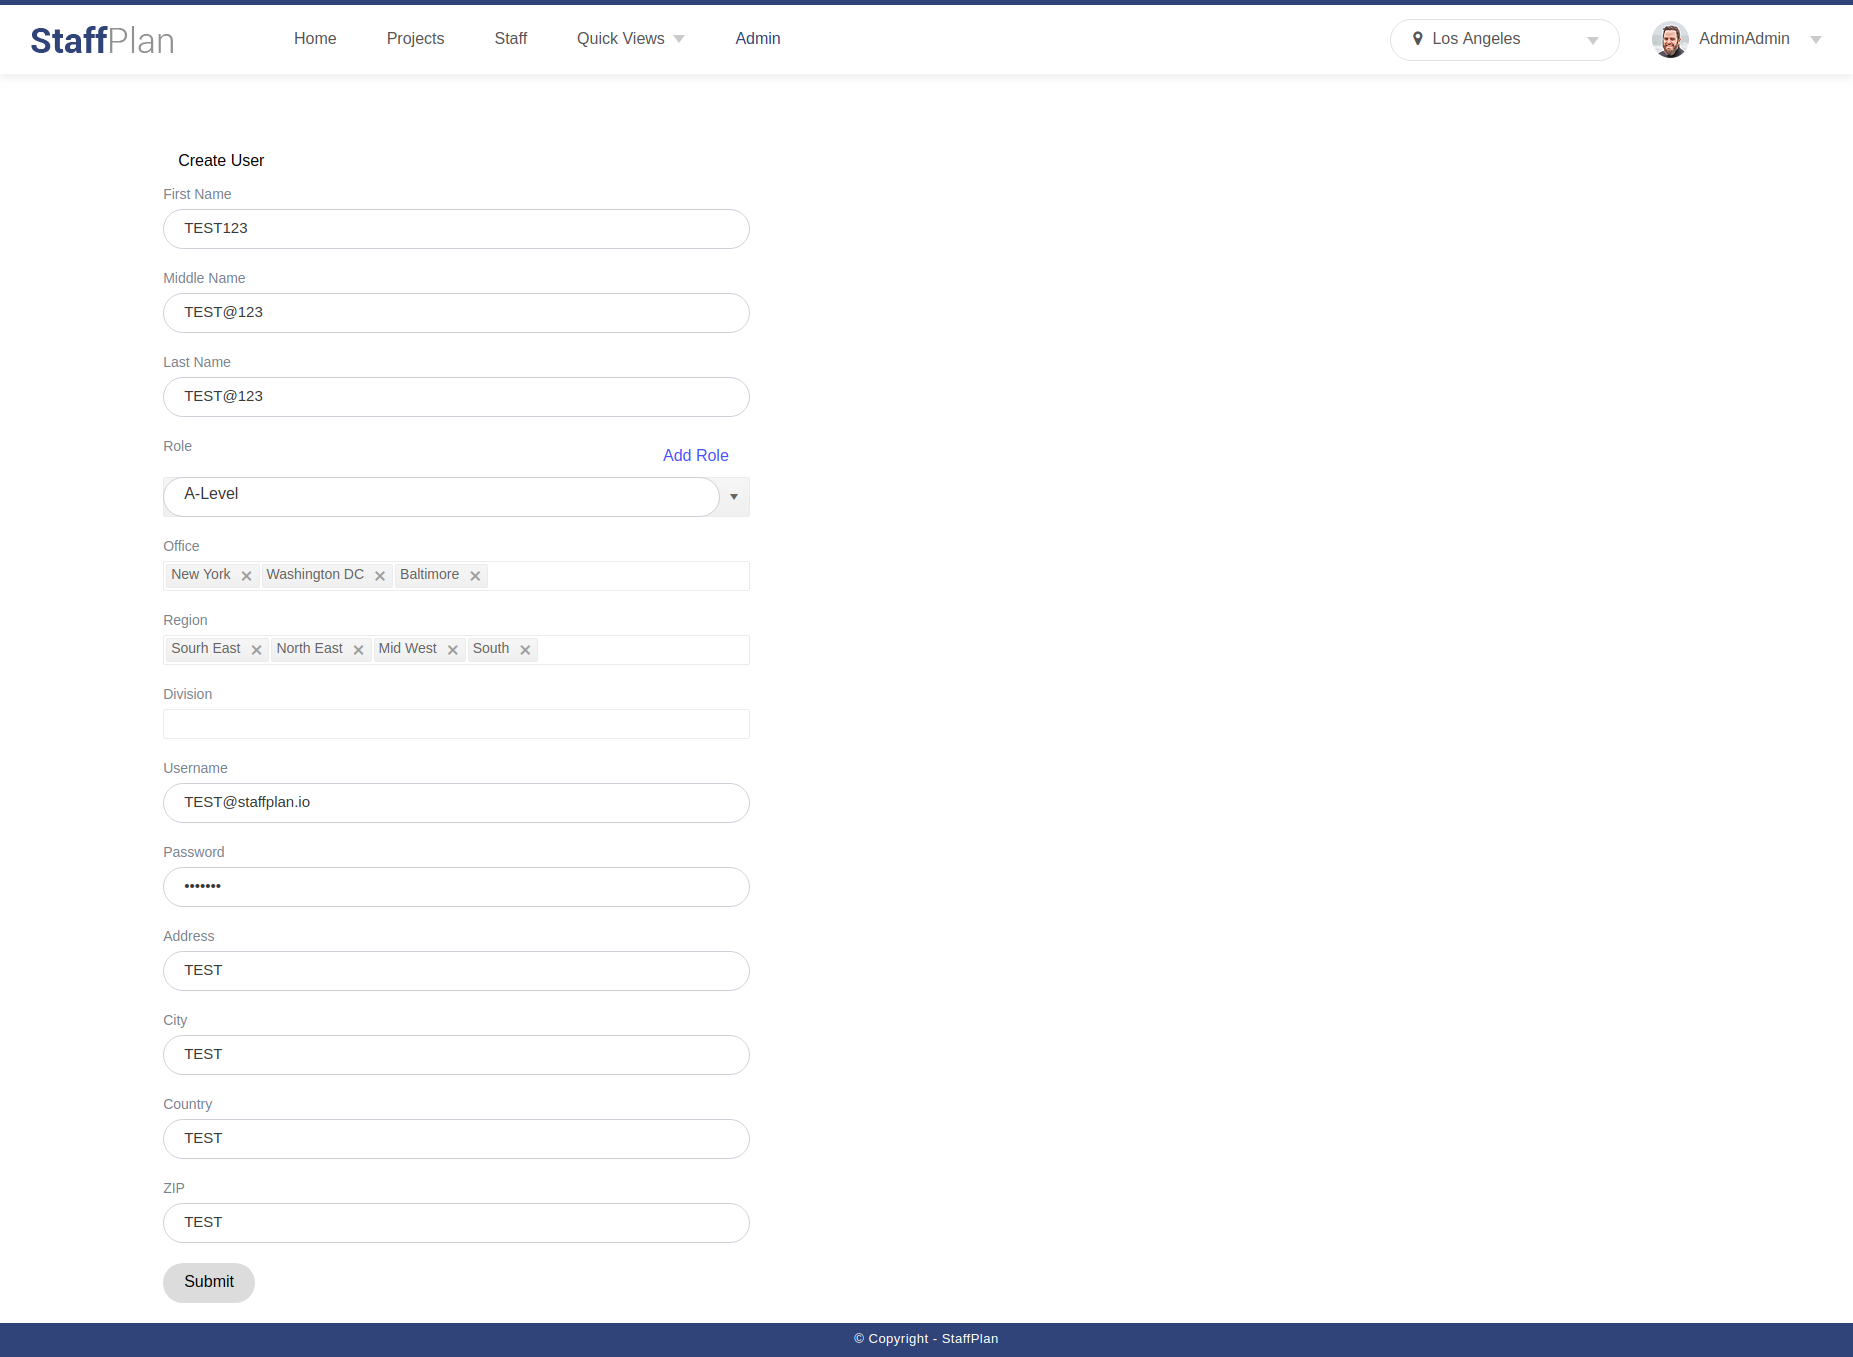 StaffPlan Home Projects Staff Quick Views Admin Los Angeles AdminAdmin
Create User
First Name
TEST123
Middle Name
TEST@123
Last Name
TEST@123
Role
Add Role
A-Level
Office
New York Washington DC Baltimore
Region
Sourh East North East Mid West South
Division
Username
TEST@staffplan.io
Password
•••••••
Address
TEST
City
TEST
Country
TEST
ZIP
TEST
Submit
© Copyright - StaffPlan